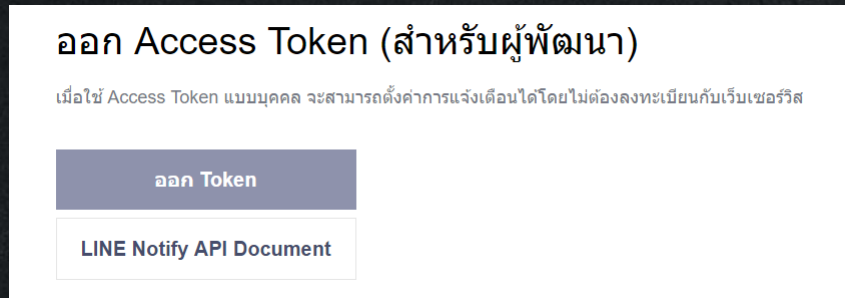 ออก Access Token (สำหรับผู้พัฒนา)
เมื่อใช้ Access Token แบบบุคคล จะสามารถตั้งค่าการแจ้งเตือนได้โดยไม่ต้องลงทะเบียนกับเว็บเซอร์วิส
ออก Token
LINE Notify API Document